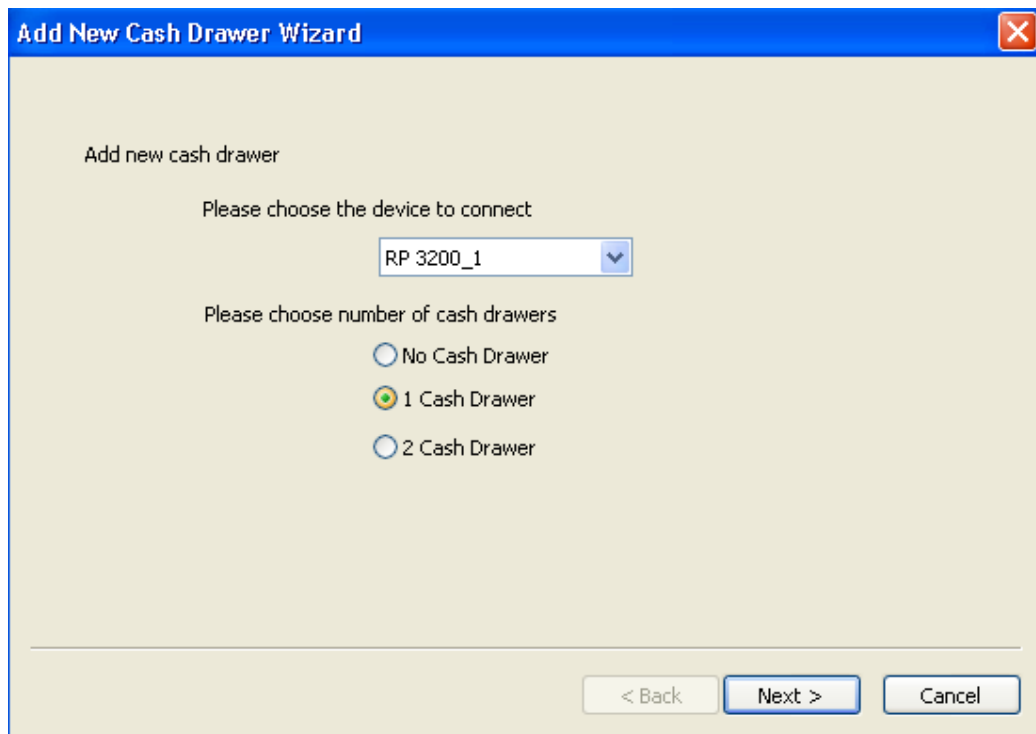 Add New Cash Drawer Wizard
Add new cash drawer
Please choose the device to connect
RP 3200_1
Please choose number of cash drawers
No Cash Drawer
1 Cash Drawer
2 Cash Drawer
< Back Next > Cancel